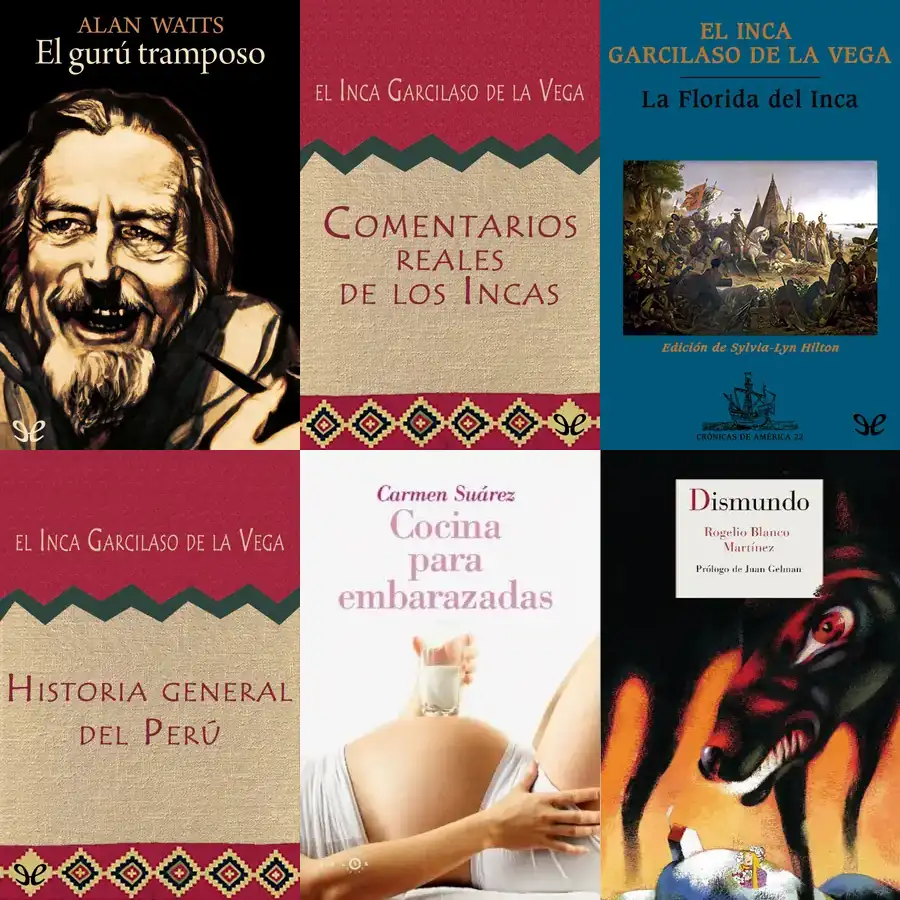 ALAN WATTS
El gurú tramposo
EL INCA GARCILASO DE LA VEGA
COMENTARIOS
REALES
DE LOS INCAS
EL INCA
GARCILASO DE LA VEGA
La Florida del Inca
Edición de Sylvia-Lyn Hilton
CRÓNICAS DE AMÉRICA 22
EL INCA GARCILASO DE LA VEGA
HISTORIA GENERAL
DEL PERÚ
Carmen Suárez
Cocina
para
embarazadas
Dismundo
Rogelio Blanco
Martínez
Prólogo de Juan Gelman